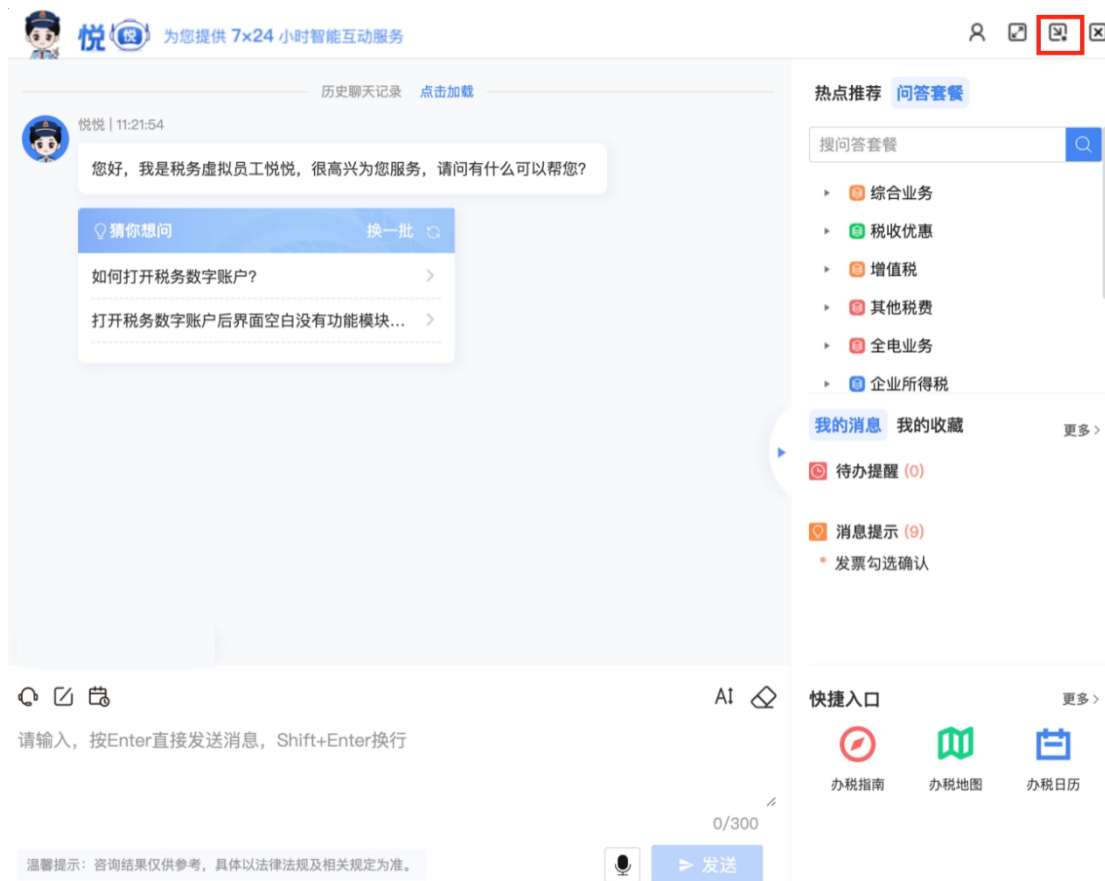 悦 悦 为您提供 7×24 小时智能互动服务
历史聊天记录 点击加载
悦悦 | 11:21:54
您好，我是税务虚拟员工悦悦，很高兴为您服务，请问有什么可以帮您?
猜你想问 换一批
如何打开税务数字账户?
打开税务数字账户后界面空白没有功能模块...
请输入，按Enter直接发送消息，Shift+Enter换行
0/300
温馨提示：咨询结果仅供参考，具体以法律法规及相关规定为准。
发送
热点推荐 问答套餐
搜问答套餐
综合业务
税收优惠
增值税
其他税费
全电业务
企业所得税
我的消息 我的收藏 更多
待办提醒 (0)
消息提示 (9)
发票勾选确认
快捷入口 更多
办税指南 办税地图 办税日历